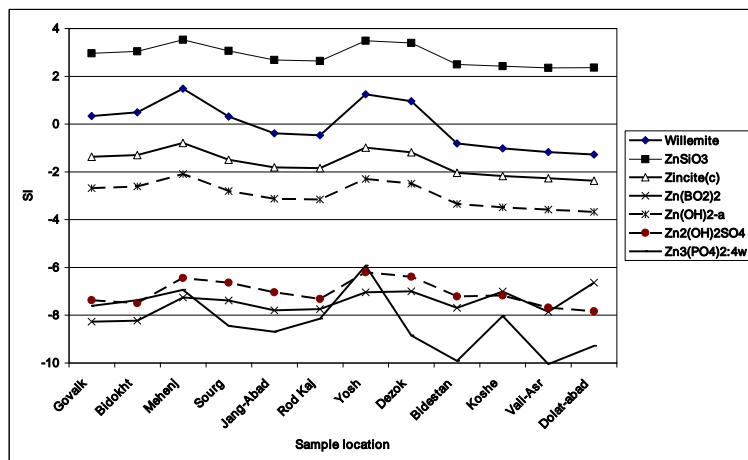 4
2
0
-2
-4
-6
-8
-10
SI
Govalk
Bidokht
Mehenj
Sourg
Jang-Abad
Rod Kaj
Yosh
Dezok
Bidestan
Koshe
Vali-Asr
Dolat-abad
Sample location
Willemite
ZnSiO3
Zincite(c)
Zn(BO2)2
Zn(OH)2-a
Zn2(OH)2SO4
Zn3(PO4)2:4w